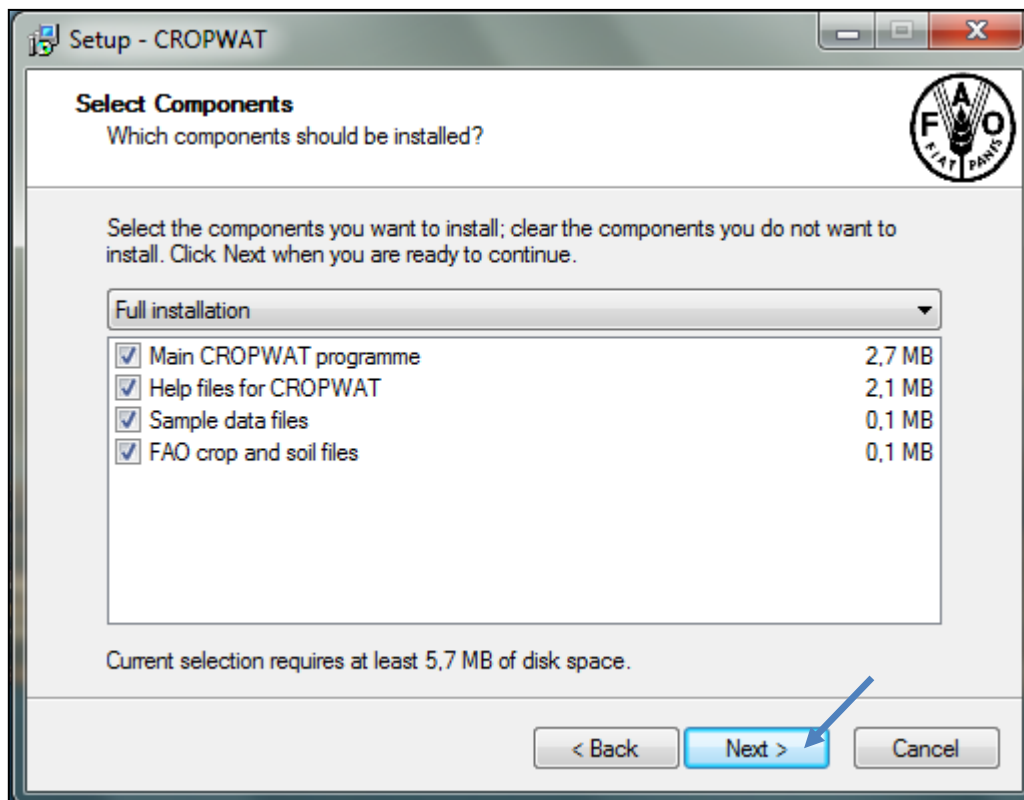 Setup - CROPWAT
Select Components
Which components should be installed?
FAO
FIAT PANIS
Select the components you want to install; clear the components you do not want to
install. Click Next when you are ready to continue.
Full installation
Main CROPWAT programme 2,7 MB
Help files for CROPWAT 2,1 MB
Sample data files 0,1 MB
FAO crop and soil files 0,1 MB
Current selection requires at least 5,7 MB of disk space.
< Back Next > Cancel